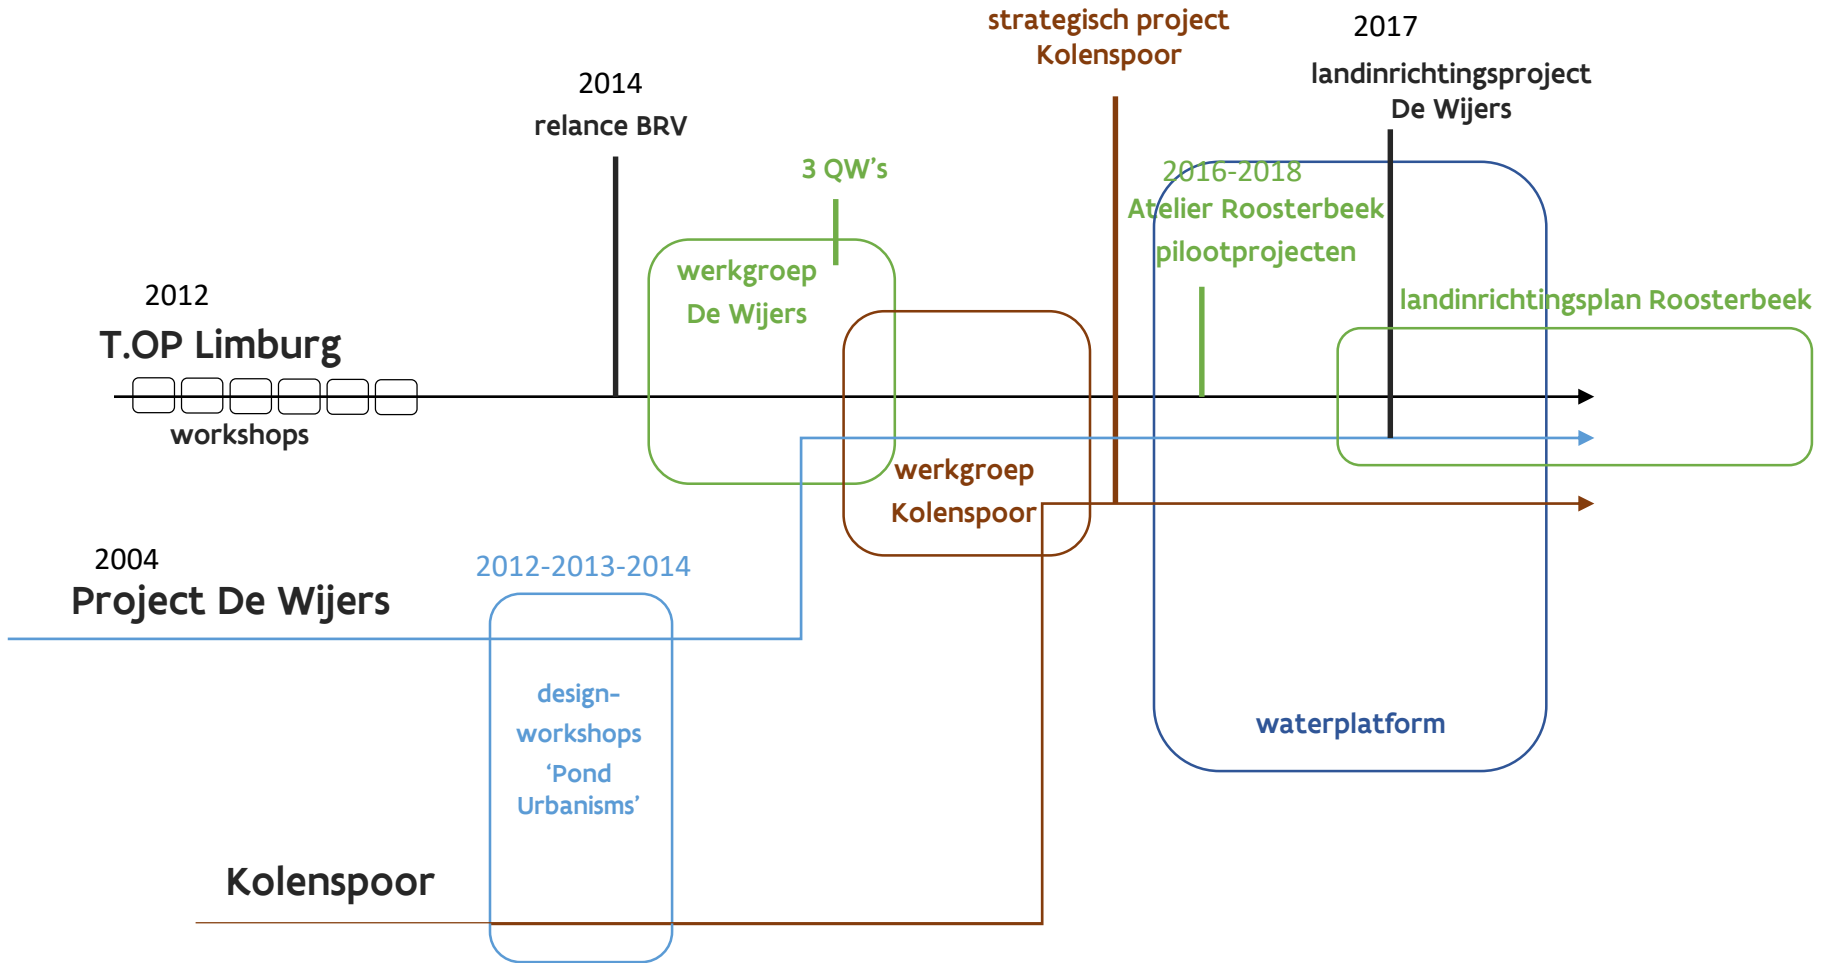 strategisch project
Kolenspoor
2017
landinrichtingsproject
De Wijers
2014
relance BRV
3 QW's
2016-2018
Atelier Roosterbeek
pilootprojecten
werkgroep
De Wijers
landinrichtingsplan Roosterbeek
2012
T.OP Limburg
workshops
werkgroep
Kolenspoor
2004
Project De Wijers
2012-2013-2014
design-
workshops
‘Pond
Urbanisms’
waterplatform
Kolenspoor